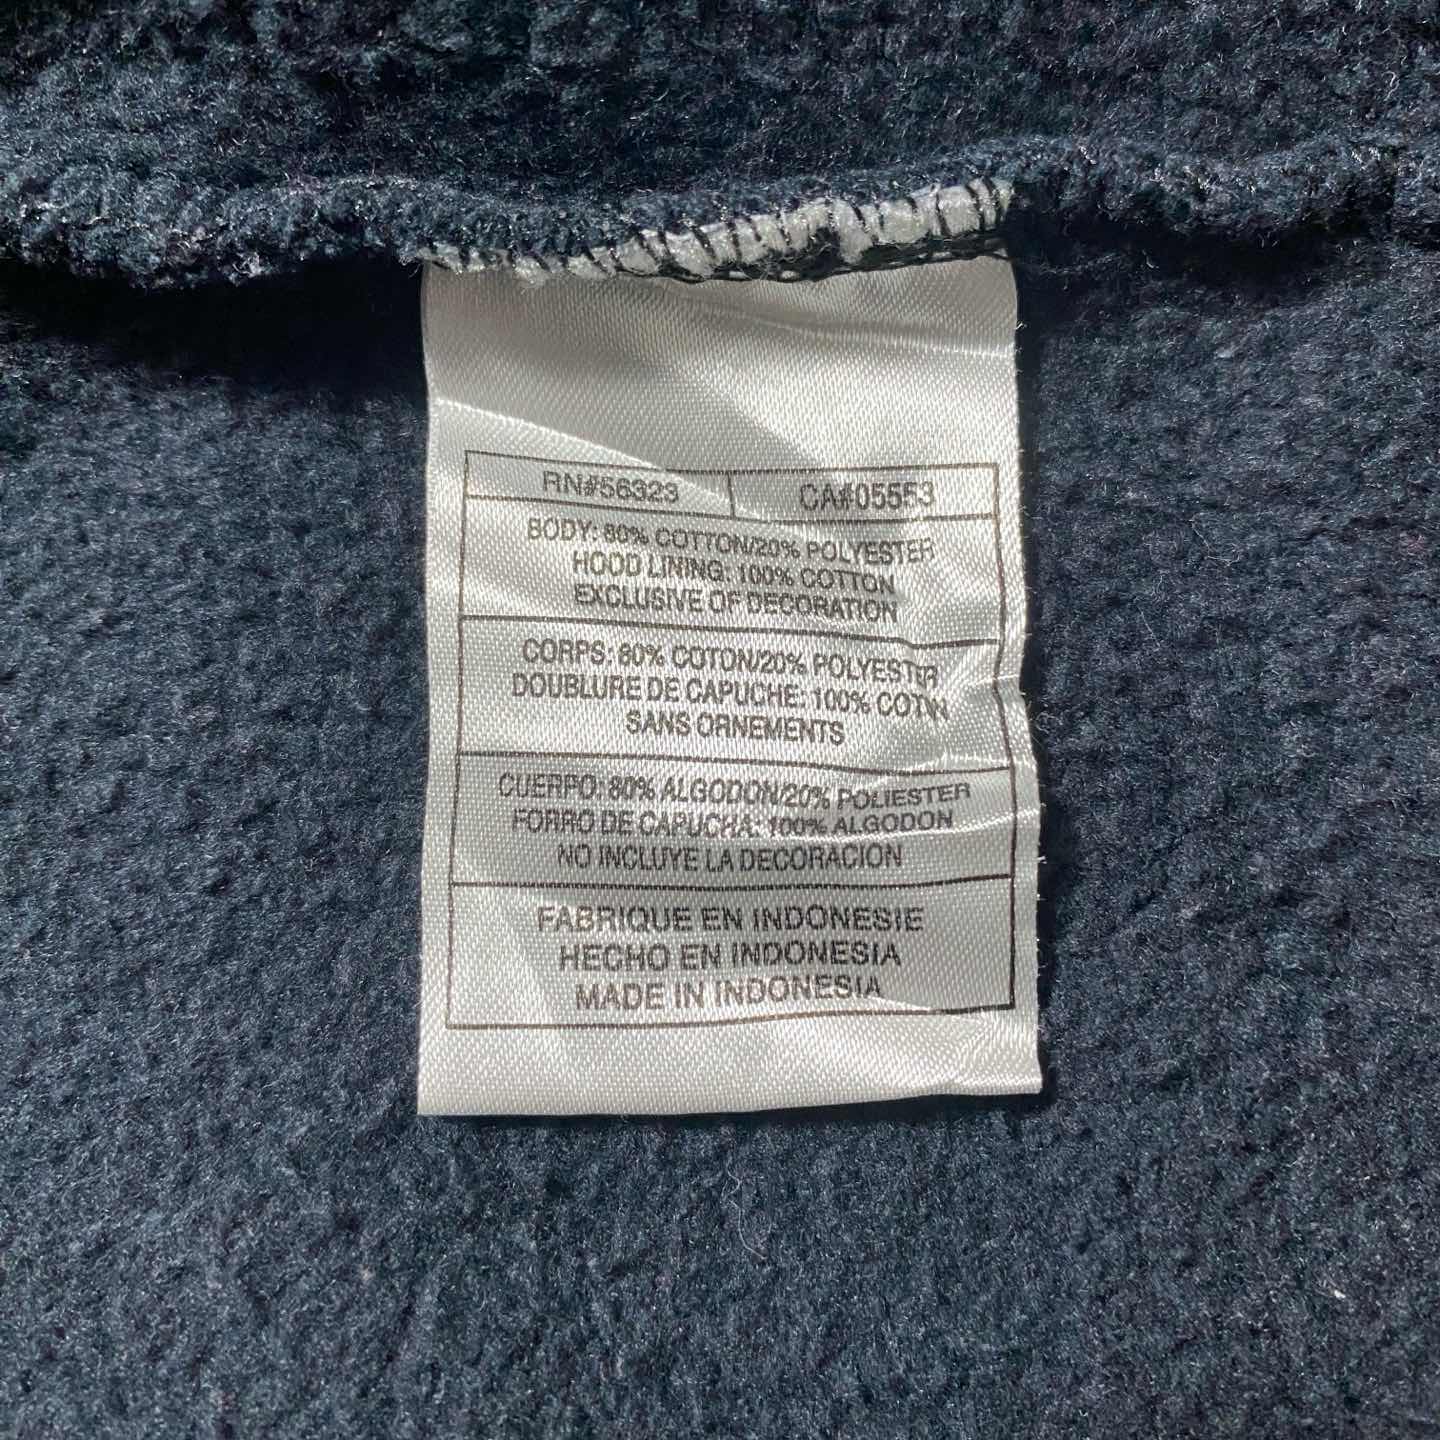 RN#56323
CA#05553
BODY: 80% COTTON/20% POLYESTER
HOOD LINING: 100% COTTON
EXCLUSIVE OF DECORATION
CORPS: 80% COTON/20% POLYESTER
DOUBLURE DE CAPUCHE: 100% COTIN
SANS ORNEMENTS
CUERPO: 80% ALGODON/20% POLIESTER
FORRO DE CAPUCHA: 100% ALGODON
NO INCLUYE LA DECORACION
FABRIQUE EN INDONESIE
HECHO EN INDONESIA
MADE IN INDONESIA